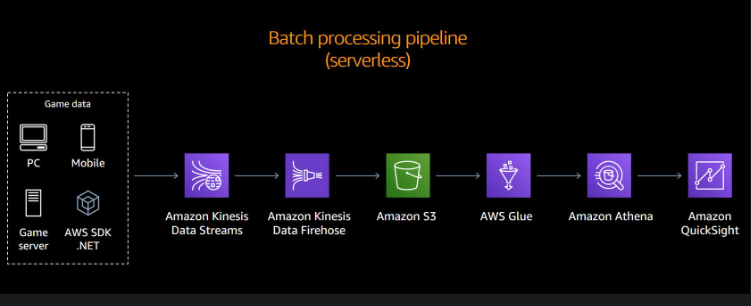 Batch processing pipeline
(serverless)
Game data
PC
Mobile
Game
server
AWS SDK
.NET
Amazon Kinesis
Data Streams
Amazon Kinesis
Data Firehose
Amazon S3
AWS Glue
Amazon Athena
Amazon
QuickSight